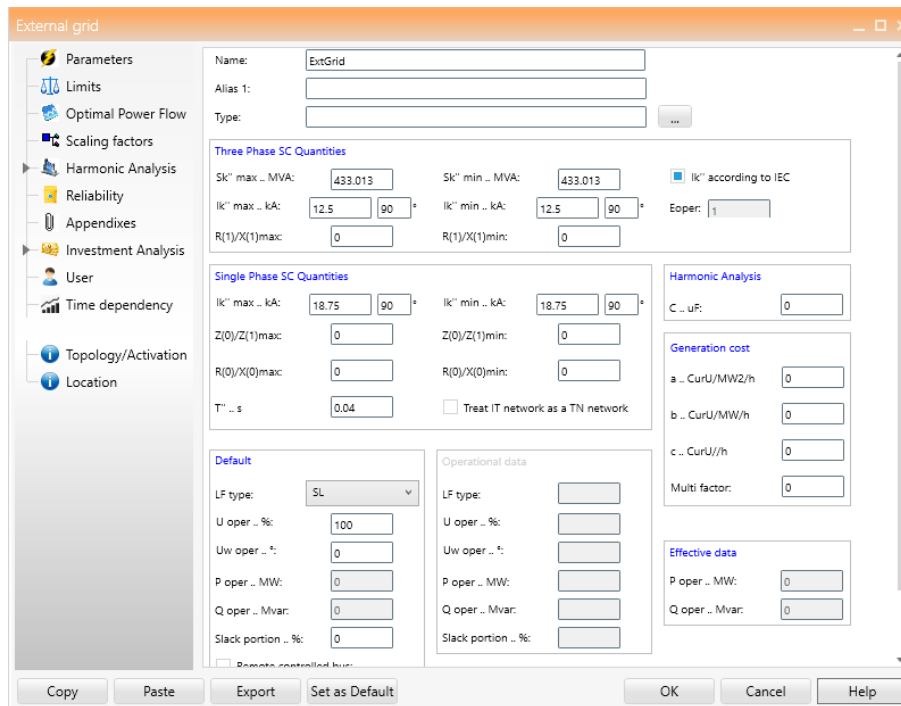 External grid
Parameters
Limits
Optimal Power Flow
Scaling factors
Harmonic Analysis
Reliability
Appendixes
Investment Analysis
User
Time dependency
Topology/Activation
Location
Name: ExtGrid
Alias 1:
Type: ...
Three Phase SC Quantities
Sk'' max .. MVA: 433.013 Sk'' min .. MVA: 433.013 Ik'' according to IEC
Ik'' max .. kA: 12.5 90 ° Ik'' min .. kA: 12.5 90 ° Eoper: 1
R(1)/X(1)max: 0 R(1)/X(1)min: 0
Single Phase SC Quantities Harmonic Analysis
Ik'' max .. kA: 18.75 90 ° Ik'' min .. kA: 18.75 90 ° C .. uF: 0
Z(0)/Z(1)max: 0 Z(0)/Z(1)min: 0
Generation cost
R(0)/X(0)max: 0 R(0)/X(0)min: 0 a .. CurU/MW2/h 0
T'' .. s 0.04 Treat IT network as a TN network b .. CurU/MW/h 0
c .. CurU//h 0
Default Operational data
LF type: SL LF type: Multi factor: 0
U oper .. %: 100 U oper .. %:
Uw oper .. °: 0 Uw oper .. °: Effective data
P oper .. MW: 0 P oper .. MW: P oper .. MW: 0
Q oper .. Mvar: 0 Q oper .. Mvar: Q oper .. Mvar: 0
Slack portion .. %: 0 Slack portion .. %:
Remote controlled bus:
Copy Paste Export Set as Default OK Cancel Help